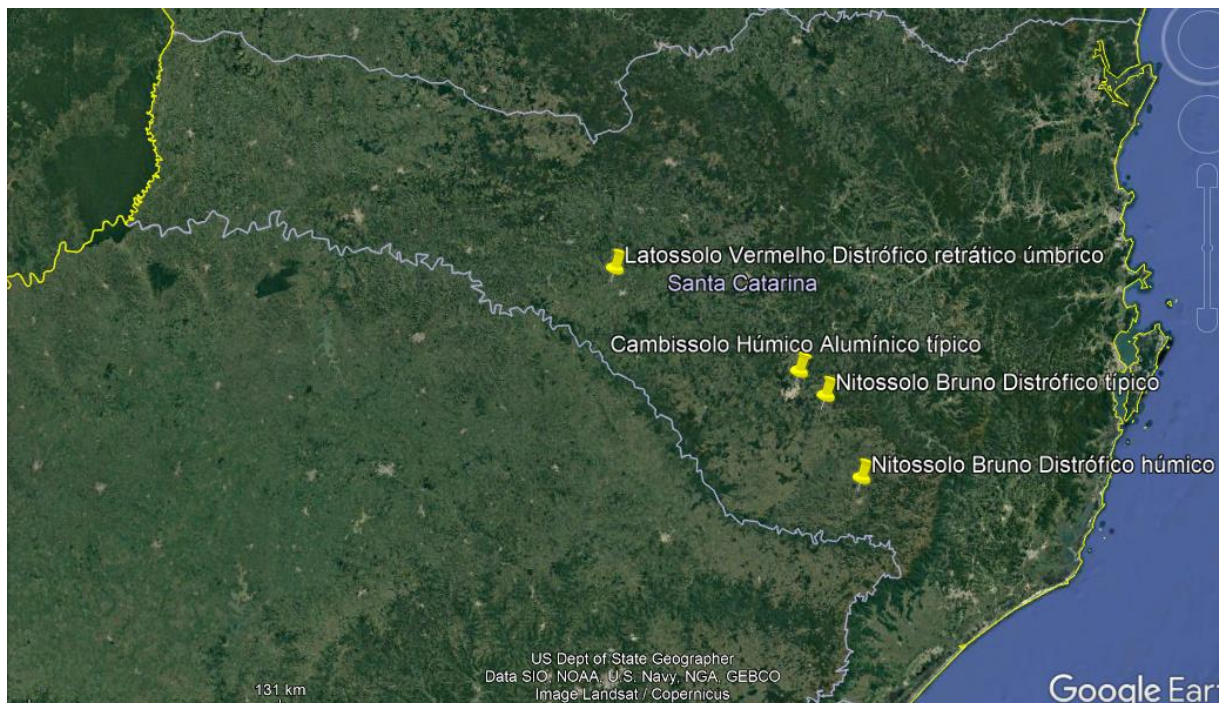 Latossolo Vermelho Distrófico retrático úmbrico
Santa Catarina
Cambissolo Húmico Alumínico típico
Nitossolo Bruno Distrófico típico
Nitossolo Bruno Distrófico húmico
US Dept of State Geographer
Data SIO, NOAA, U.S. Navy, NGA, GEBCO
131 km
Image Landsat / Copernicus
Google Ear